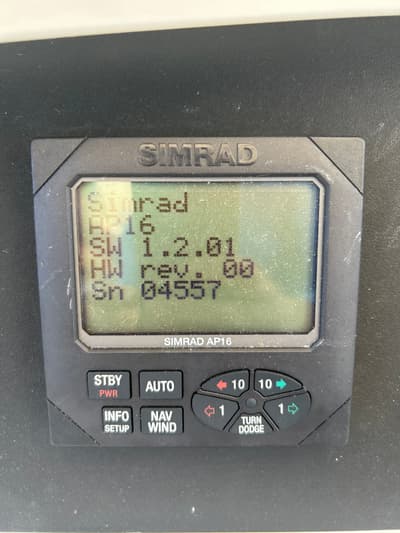 SIMRAD
Simrad
AP16
SW 1.2.01
HW rev. 00
Sn 04557
SIMRAD AP16
STBY
PWR
AUTO
10
10
INFO
SETUP
NAV
WIND
1
1
TURN
DODGE